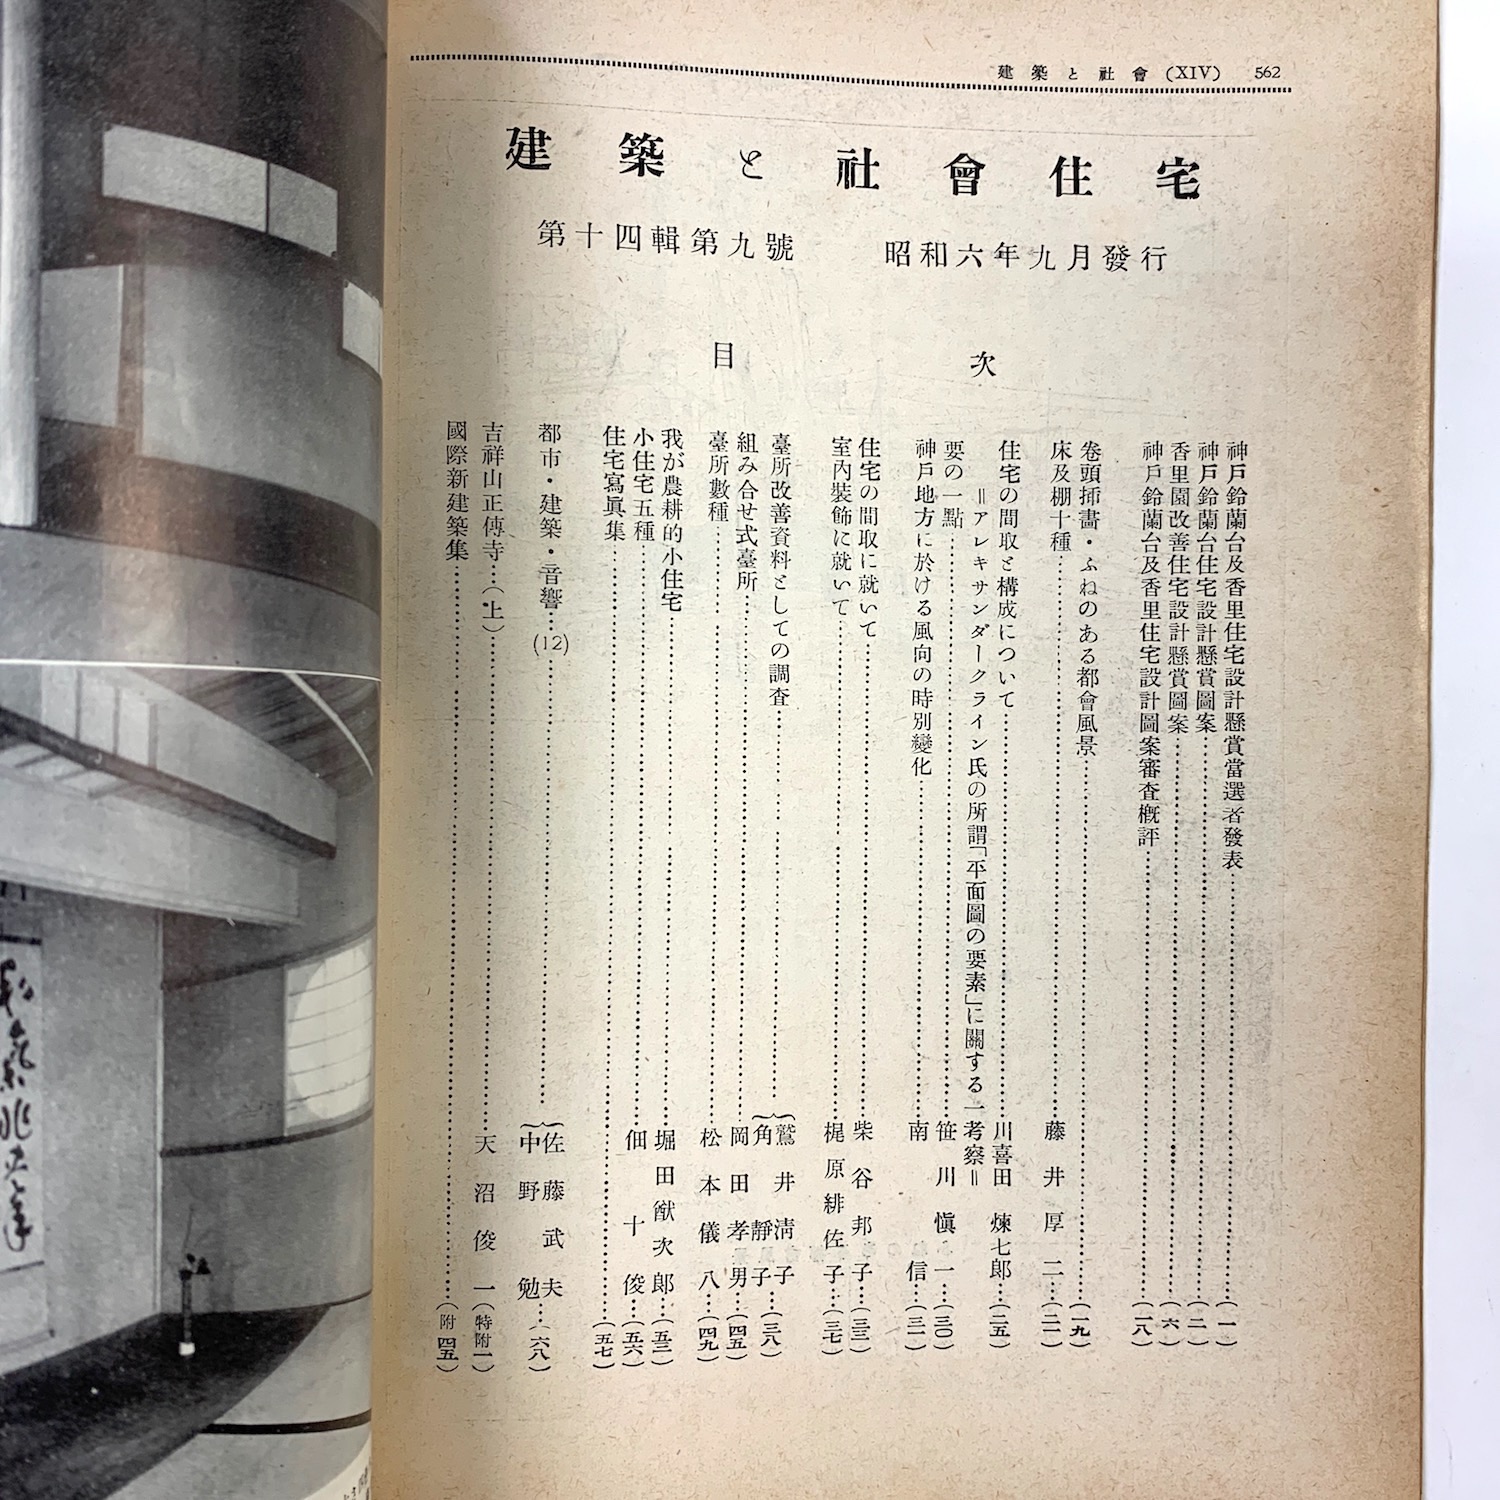 建築と社會 (XIV) 562
建築と社會住宅
第十四輯第九號 昭和六年九月發行
目次
神戶鈴蘭台及香里住宅設計懸賞當選者發表……(一)
神戶鈴蘭台住宅設計懸賞圖案……(二)
香里園改善住宅設計懸賞圖案……(六)
神戶鈴蘭台及香里住宅設計圖案審査概評……(一八)
卷頭揷畫・ふねのある都會風景……(一九)
床及棚十種……藤井厚二……(二一)
住宅の間取と構成について……川喜田煉七郎……(二五)
=アレキサンダークライン氏の所謂「平面圖の要素」に關する一考察=
要の一點……笹川愼一……(三〇)
神戶地方に於ける風向の時別變化……南信……(三一)
住宅の間取に就いて……柴谷邦子……(三三)
室內裝飾に就いて……梶原緋佐子……(三七)
臺所改善資料としての調査……{鷲井淸子 角靜子……(三八)
組み合せ式臺所……岡田孝男……(四五)
臺所數種……松本儀八……(四九)
我が農耕的小住宅……堀田猷次郎……(五三)
小住宅五種……佃十俊……(五六)
住宅寫眞集……(五七)
都市・建築・音響…(12)……{佐藤武夫 中野勉……(六八)
吉祥山正傳寺…(上)……天沼俊一(特附一)
國際新建築集……(附四五)